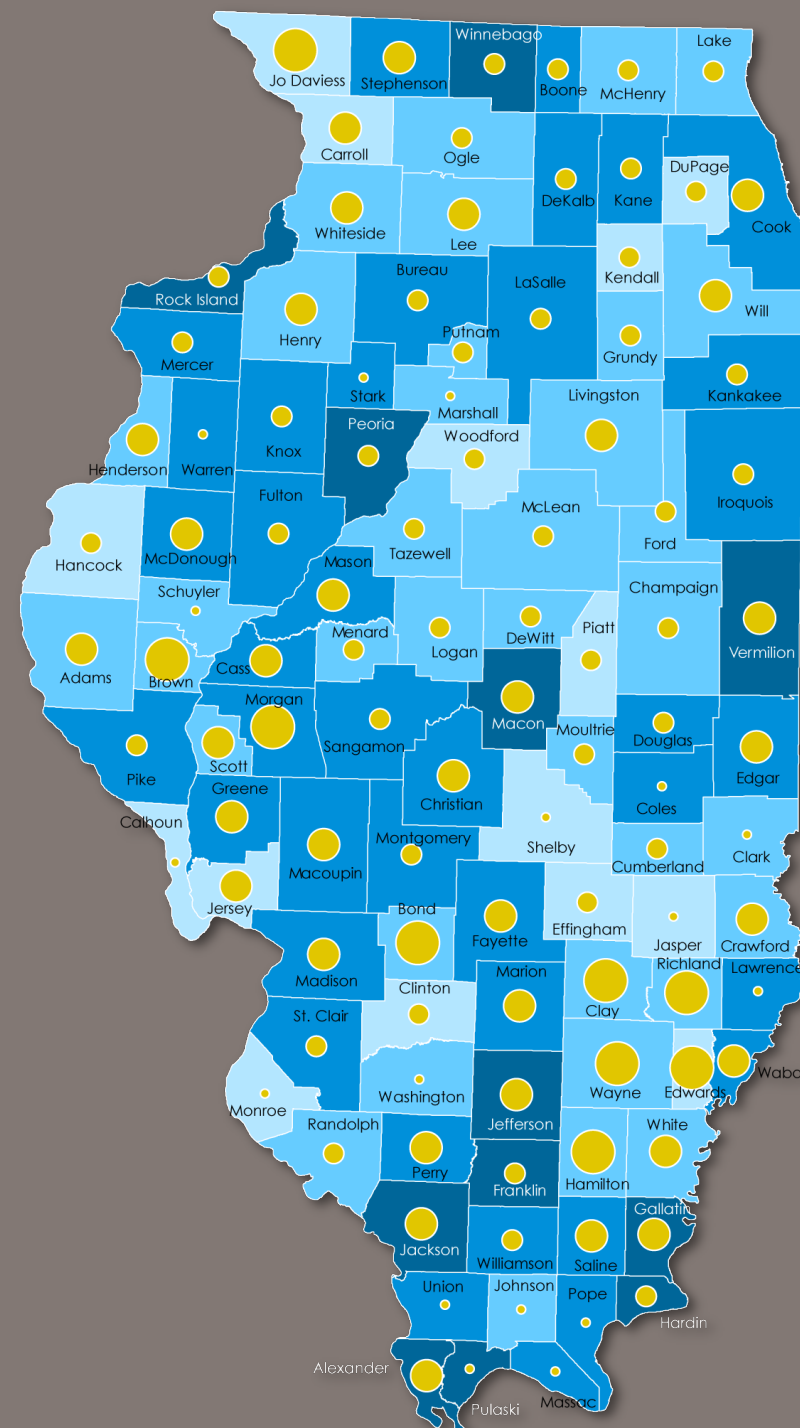 Winnebago
Lake
Jo Daviess
Stephenson
Boone
McHenry
Carroll
Ogle
DuPage
DeKalb
Kane
Cook
Whiteside
Lee
Bureau
Kendall
LaSalle
Rock Island
Will
Henry
Putnam
Grundy
Mercer
Stark
Livingston
Kankakee
Marshall
Peoria
Woodford
Knox
Henderson
Warren
Fulton
McLean
Iroquois
Ford
Tazewell
McDonough
Mason
Hancock
Champaign
Schuyler
Piatt
Menard
DeWitt
Logan
Vermilion
Cass
Adams
Brown
Morgan
Macon
Moultrie
Douglas
Sangamon
Scott
Pike
Edgar
Greene
Christian
Coles
Calhoun
Montgomery
Shelby
Clark
Cumberland
Macoupin
Jersey
Bond
Effingham
Fayette
Jasper
Crawford
Richland
Lawrence
Marion
Madison
Clinton
Clay
St. Clair
Wabo
Wayne
Edwards
Washington
Monroe
Randolph
Jefferson
White
Perry
Hamilton
Franklin
Gallatin
Jackson
Williamson
Saline
Union
Johnson
Pope
Hardin
Alexander
Massac
Pulaski